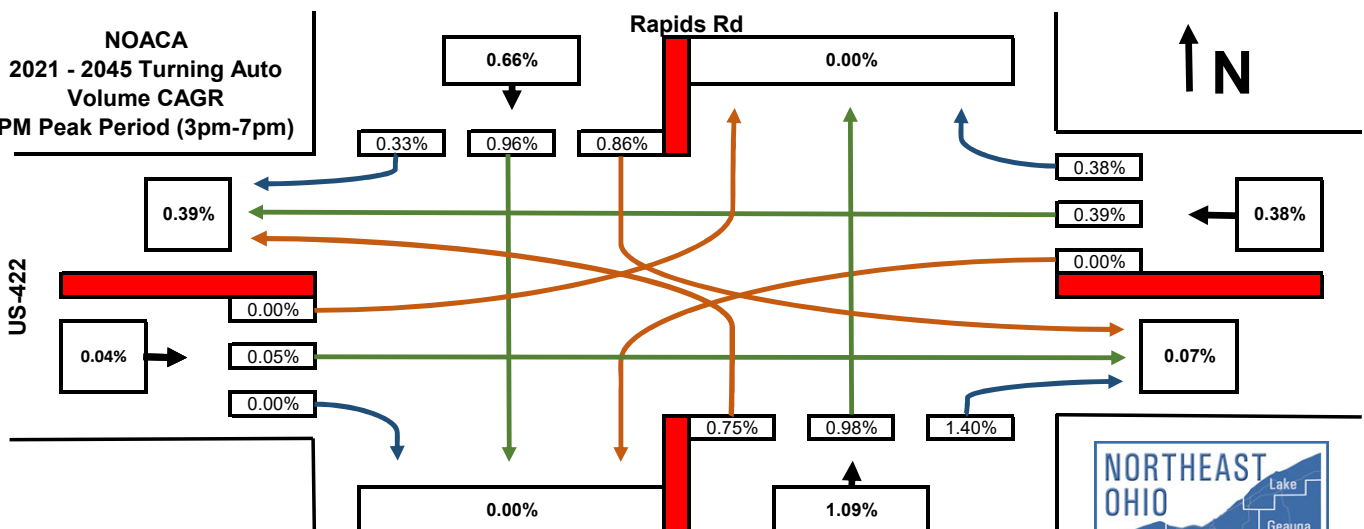 Rapids Rd
NOACA
2021 - 2045 Turning Auto
Volume CAGR
PM Peak Period (3pm-7pm)
0.66%
0.00%
N
0.33%
0.96%
0.86%
0.38%
0.39%
0.39%
0.38%
0.00%
US-422
0.00%
0.04%
0.05%
0.07%
0.00%
0.75%
0.98%
1.40%
0.00%
1.09%
NORTHEAST
OHIO
Lake
Geauga